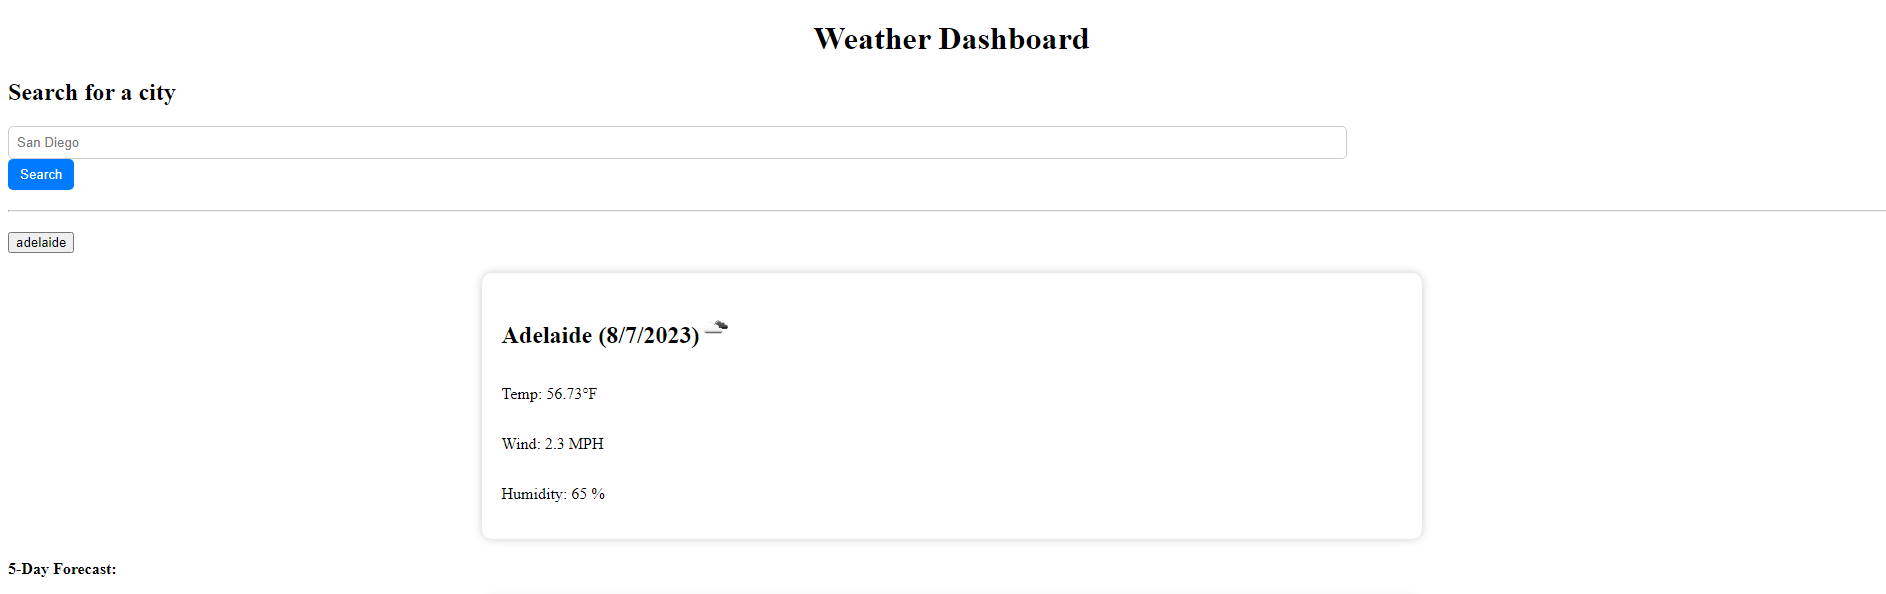 Weather Dashboard
Search for a city
San Diego
Search
adelaide
Adelaide (8/7/2023)
Temp: 56.73°F
Wind: 2.3 MPH
Humidity: 65 %
5-Day Forecast: